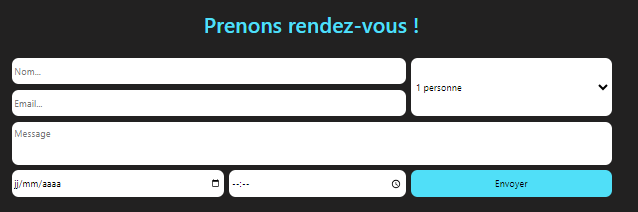 Prenons rendez-vous !
Nom...
1 personne
Email...
Message
jj/mm/aaaa
--:--
Envoyer